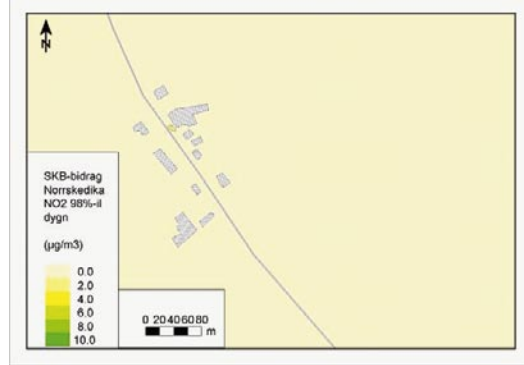 N
SKB-bidrag
Norrskedika
NO2 98%-il
dygn
(µg/m3)
0.0
2.0
4.0
6.0
8.0
10.0
0 20406080
m